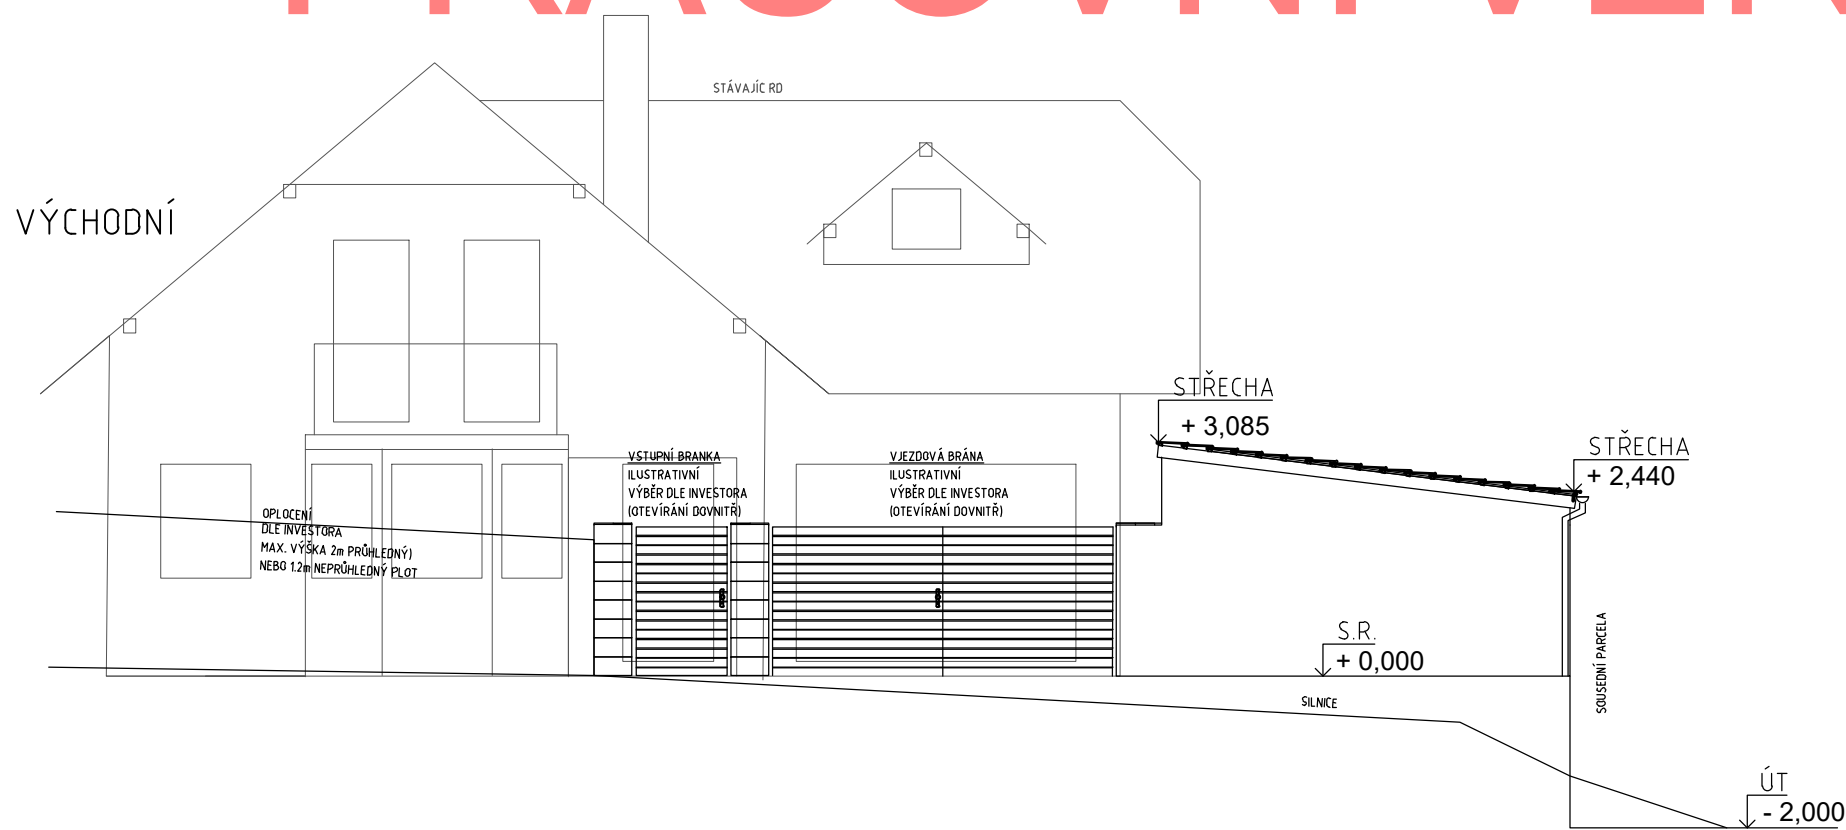 STÁVAJÍC RD
VÝCHODNÍ
STŘECHA
+ 3,085
STŘECHA
+ 2,440
VSTUPNÍ BRANKA
ILUSTRATIVNÍ
VÝBĚR DLE INVESTORA
(OTEVÍRÁNÍ DOVNITŘ)
VJEZDOVÁ BRÁNA
ILUSTRATIVNÍ
VÝBĚR DLE INVESTORA
(OTEVÍRÁNÍ DOVNITŘ)
OPLOCENÍ
DLE INVESTORA
MAX. VÝŠKA 2m PRŮHLEDNÝ)
NEBO 1.2m NEPRŮHLEDNÝ PLOT
S.R.
+ 0,000
SOUSEDNÍ PARCELA
SILNICE
ÚT
- 2,000